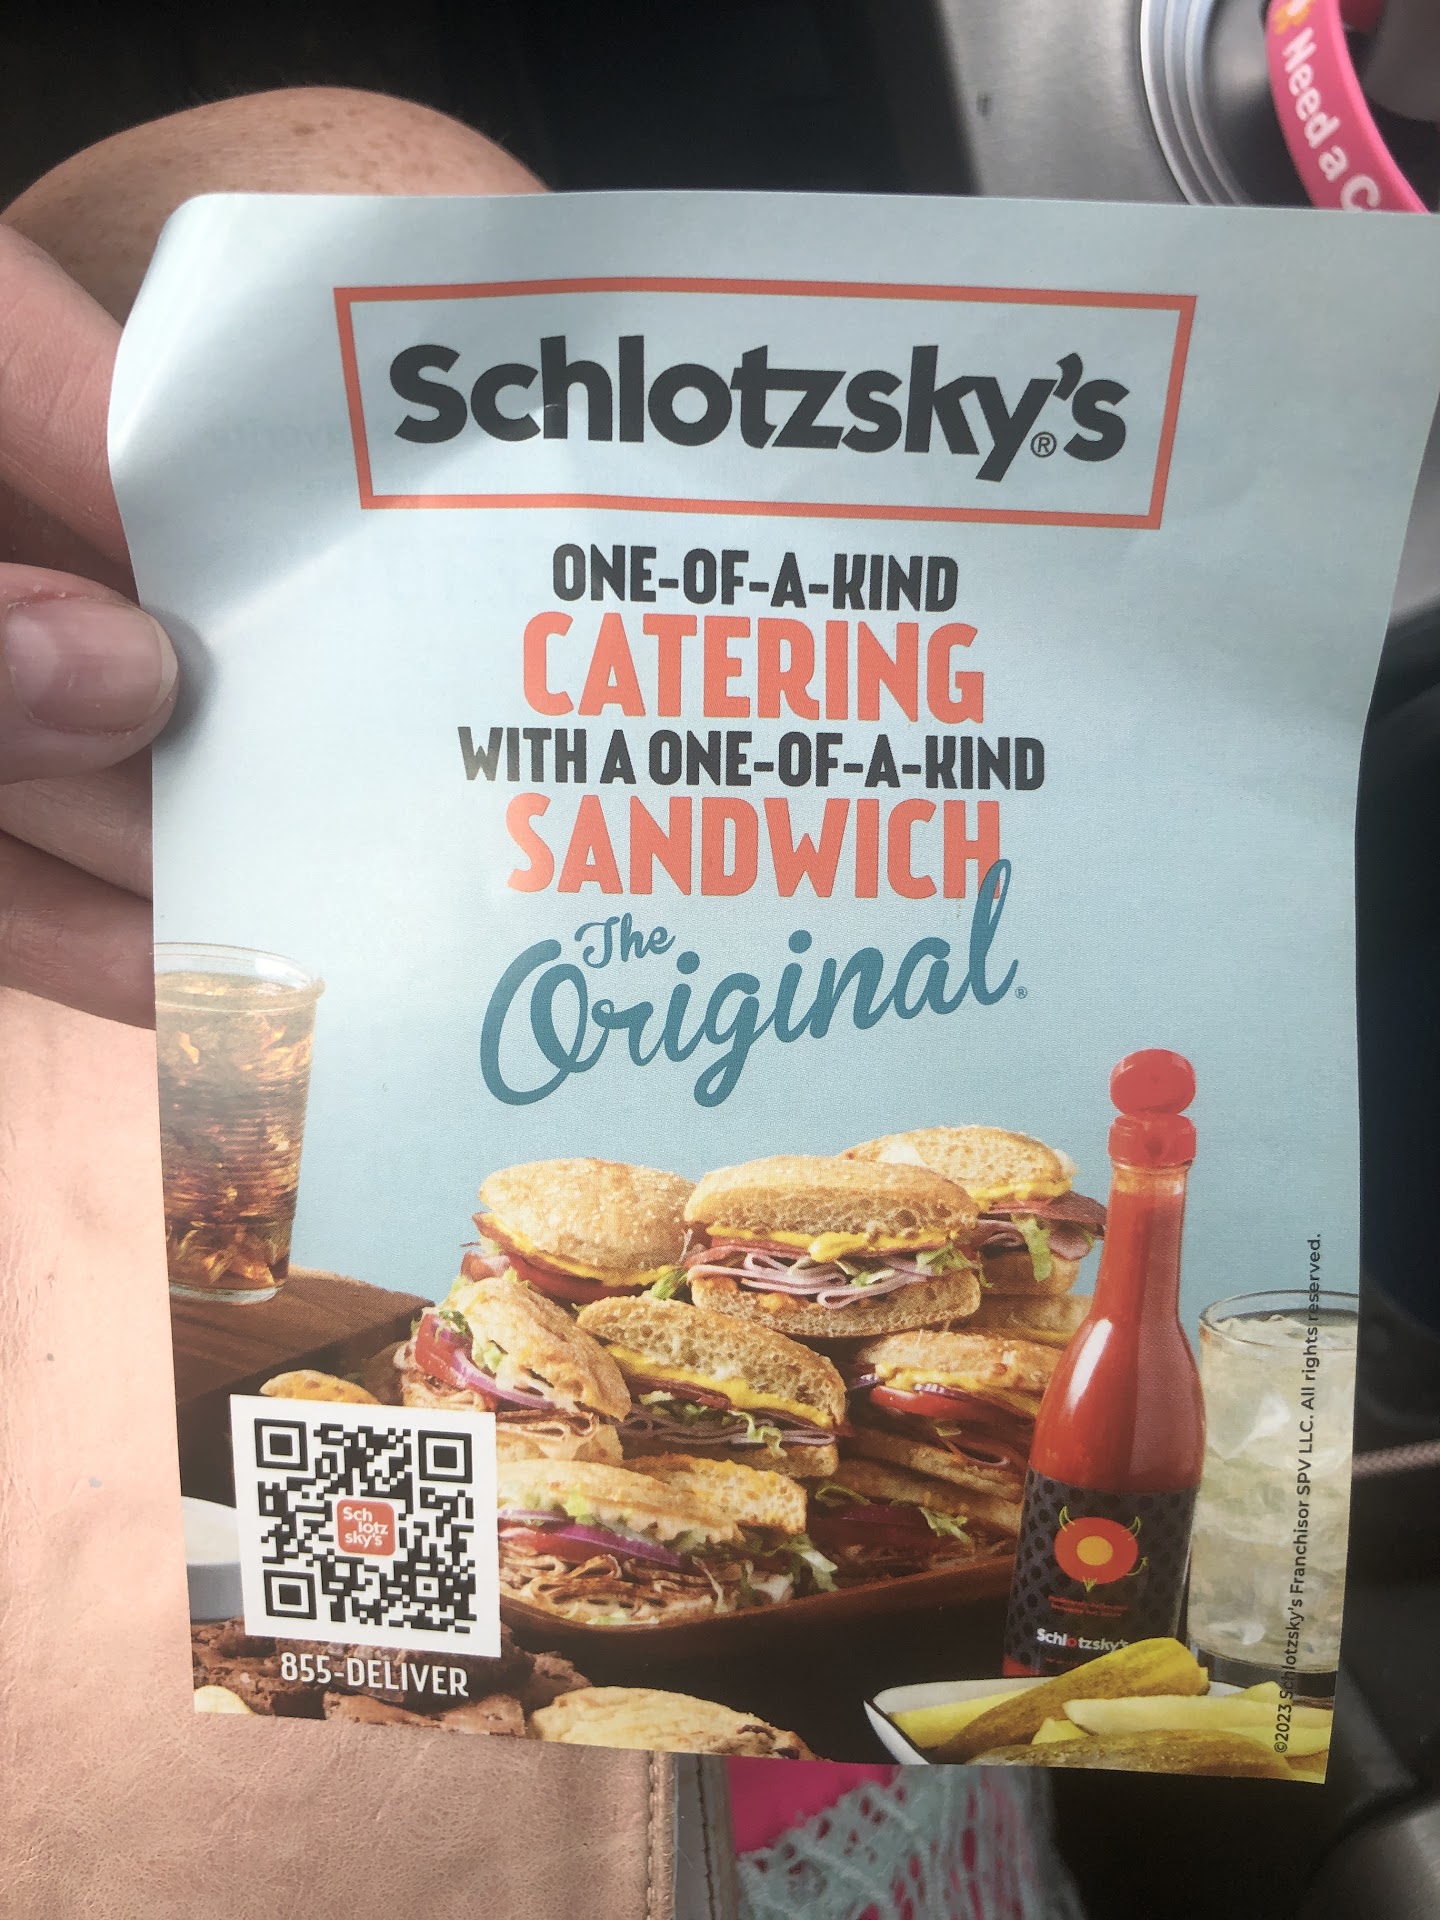 Need a C
Schlotzsky's®
ONE-OF-A-KIND
CATERING
WITH A ONE-OF-A-KIND
SANDWICH
The
Original®
Sch
lotz
sky's
855-DELIVER
Schlotzsky's
©2023 Schlotzsky's Franchisor SPV LLC. All rights reserved.